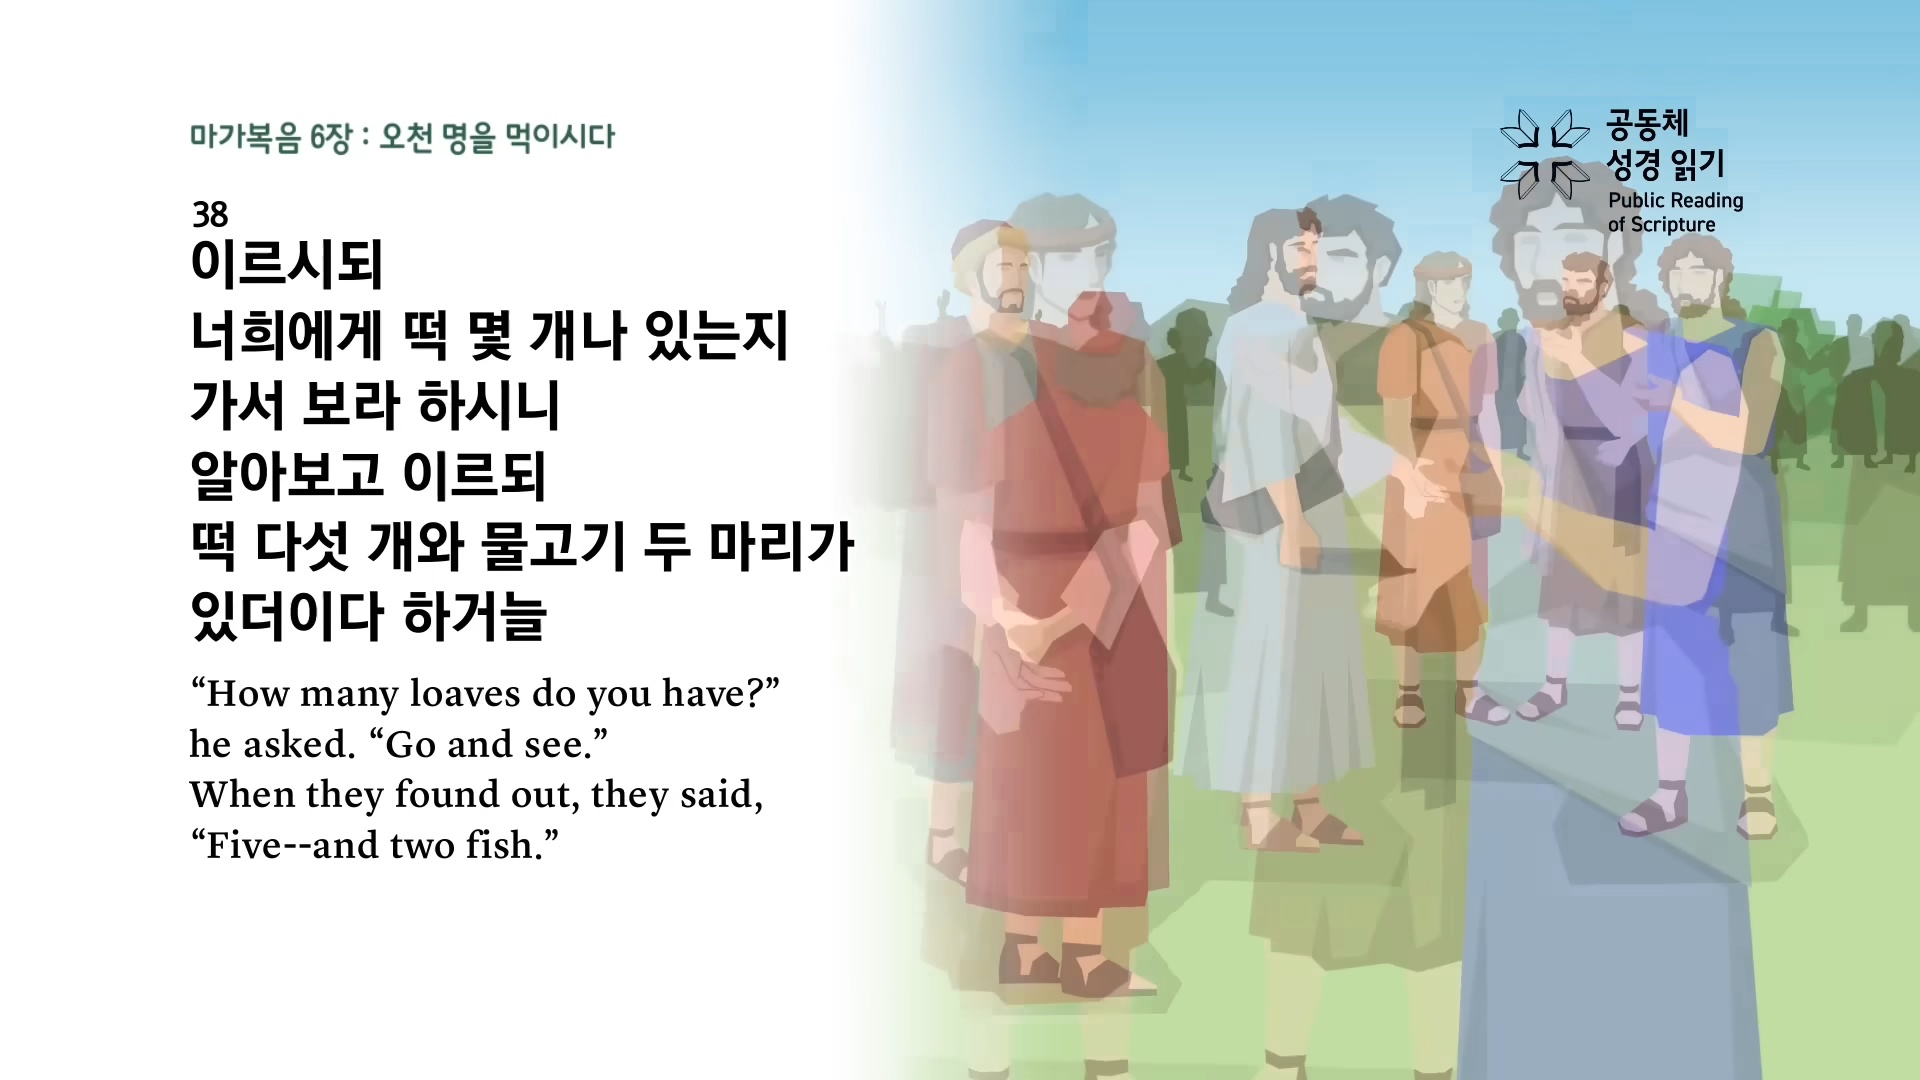 마가복음 6장 : 오천 명을 먹이시다
38
이르시되
너희에게 떡 몇 개나 있는지
가서 보라 하시니
알아보고 이르되
떡 다섯 개와 물고기 두 마리가
있더이다 하거늘
“How many loaves do you have?”
he asked. “Go and see.”
When they found out, they said,
“Five--and two fish.”
공동체
성경 읽기
Public Reading
of Scripture